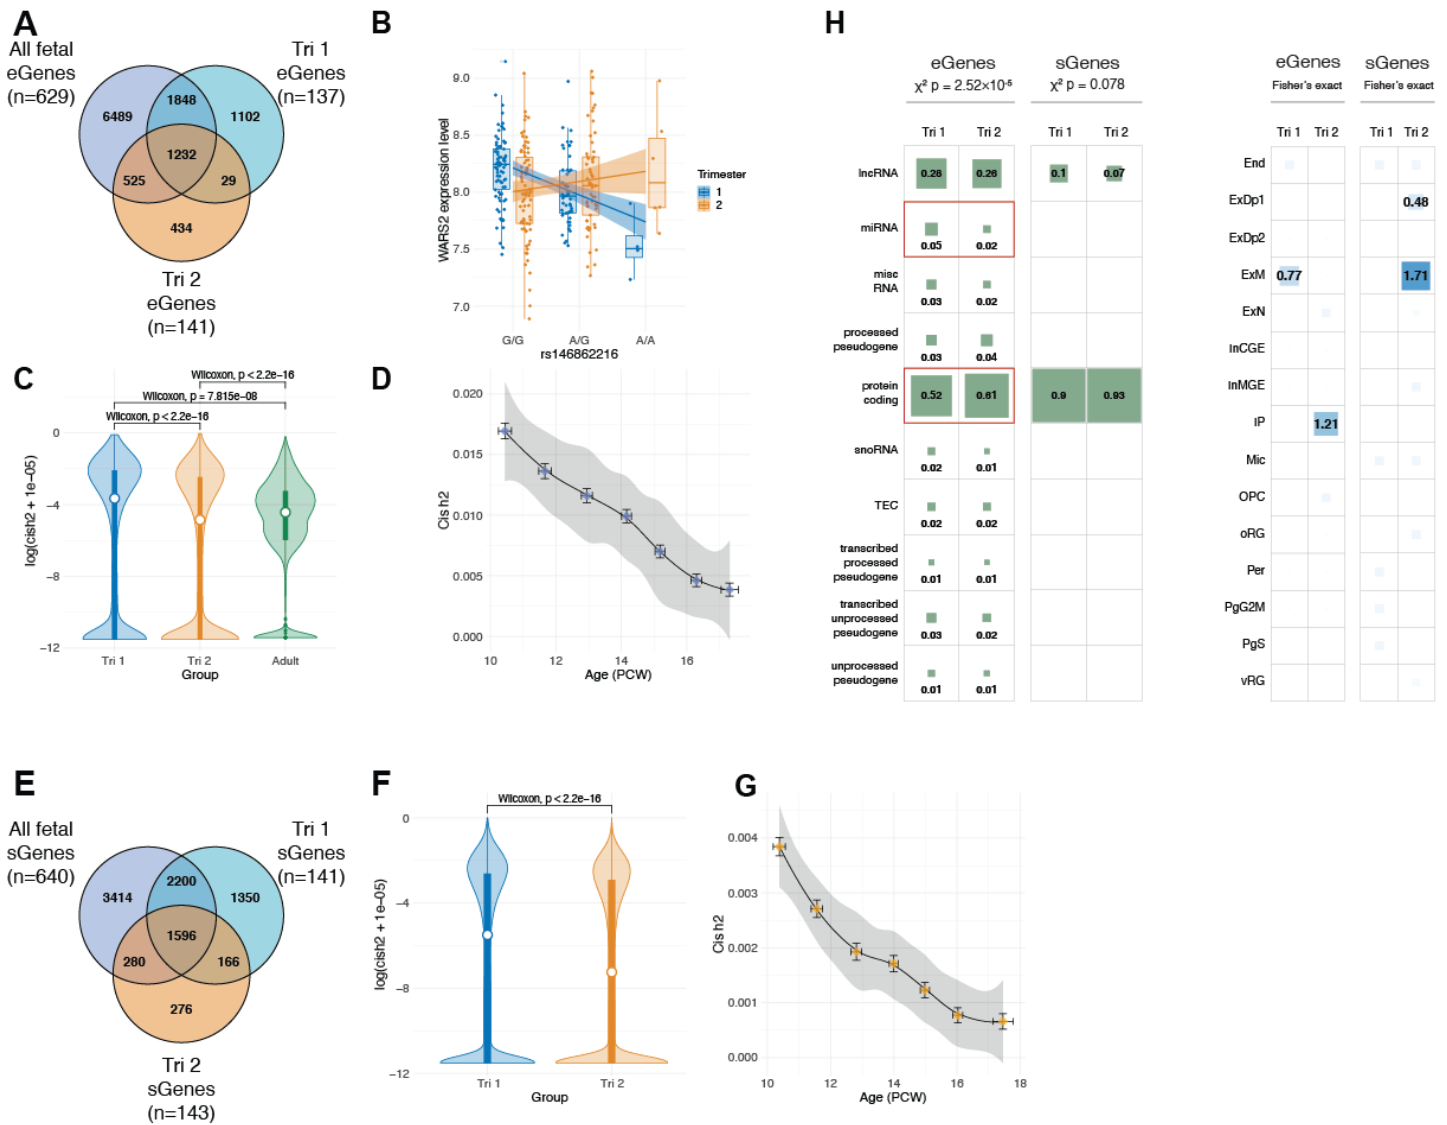 A
All fetal
eGenes
(n=629)
Tri 1
eGenes
(n=137)
6489
1848
1102
1232
525
29
434
Tri 2
eGenes
(n=141)
B
WARS2 expression level
9.0
8.5
8.0
7.5
7.0
G/G
A/G
A/A
rs146862216
Trimester
1
2
C
Wilcoxon, p < 2.2e−16
Wilcoxon, p = 7.815e−08
Wilcoxon, p < 2.2e−16
log(cish2 + 1e−05)
0
−4
−8
−12
Tri 1
Tri 2
Adult
Group
D
Cis h2
0.020
0.015
0.010
0.005
0.000
10
12
14
16
Age (PCW)
E
All fetal
sGenes
(n=640)
Tri 1
sGenes
(n=141)
3414
2200
1350
1596
280
166
276
Tri 2
sGenes
(n=143)
F
Wilcoxon, p < 2.2e−16
log(cish2 + 1e−05)
0
−4
−8
−12
Tri 1
Tri 2
Group
G
Cis h2
0.004
0.003
0.002
0.001
0.000
10
12
14
16
18
Age (PCW)
H
eGenes
χ² p = 2.52×10⁻⁵
sGenes
χ² p = 0.078
Tri 1 Tri 2 Tri 1 Tri 2
lncRNA 0.28 0.26 0.1 0.07
miRNA
0.05 0.02
misc
RNA
0.03 0.02
processed
pseudogene
0.03 0.04
protein
coding
0.52 0.61 0.9 0.93
snoRNA
0.02 0.01
TEC
0.02 0.02
transcribed
processed
pseudogene
0.01 0.01
transcribed
unprocessed
pseudogene
0.03 0.02
unprocessed
pseudogene
0.01 0.01
eGenes
Fisher's exact
sGenes
Fisher's exact
Tri 1 Tri 2 Tri 1 Tri 2
End
ExDp1 0.48
ExDp2
ExM 0.77 1.71
ExN
InCGE
InMGE
IP 1.21
Mic
OPC
oRG
Per
PgG2M
PgS
vRG